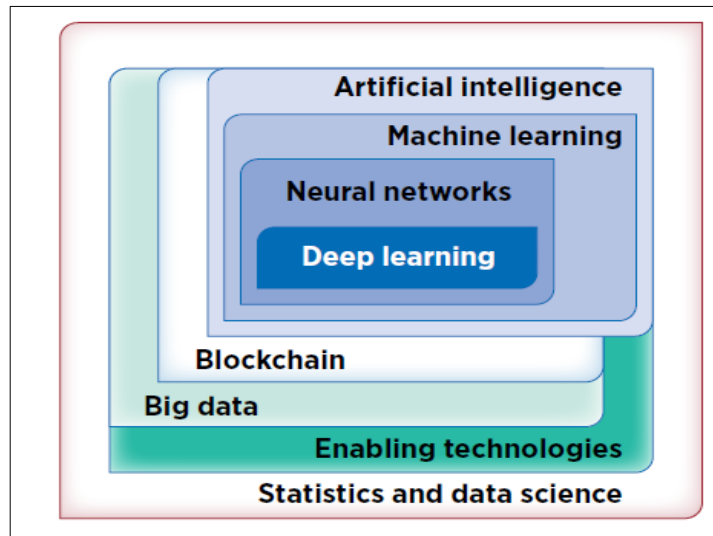 Artificial intelligence
Machine learning
Neural networks
Deep learning
Blockchain
Big data
Enabling technologies
Statistics and data science